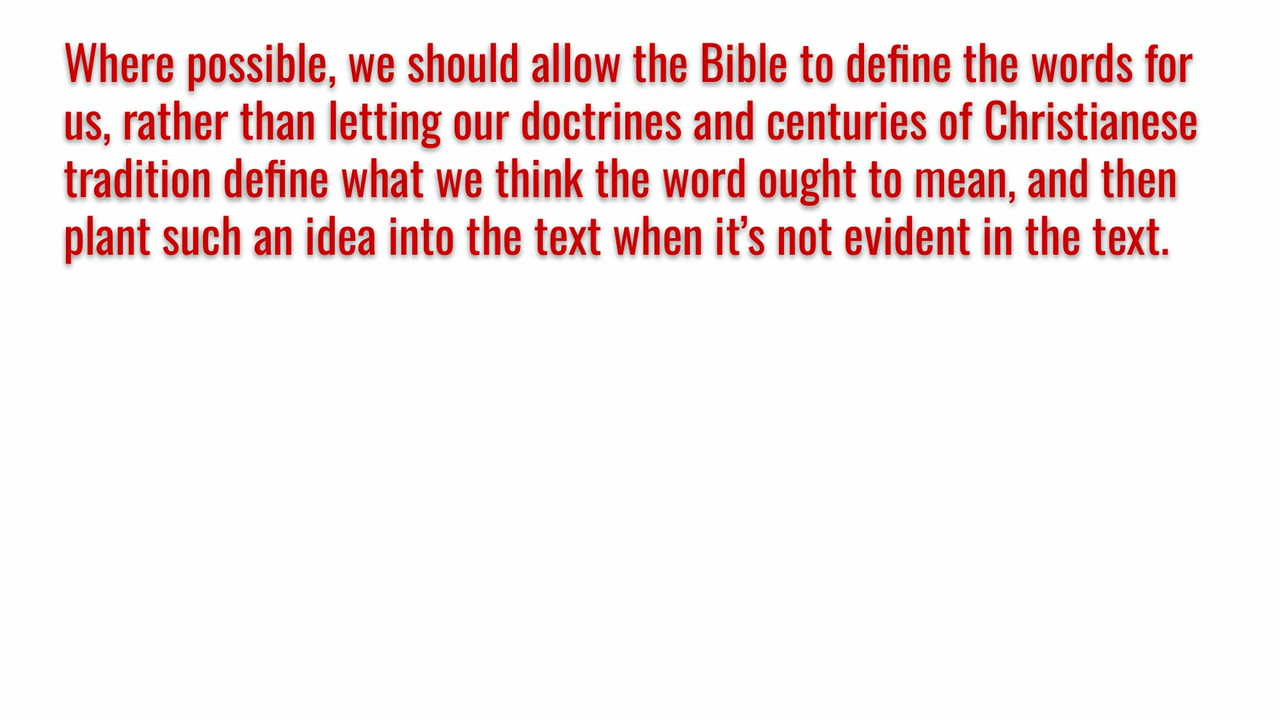 Where possible, we should allow the Bible to define the words for
us, rather than letting our doctrines and centuries of Christianese
tradition define what we think the word ought to mean, and then
plant such an idea into the text when it’s not evident in the text.